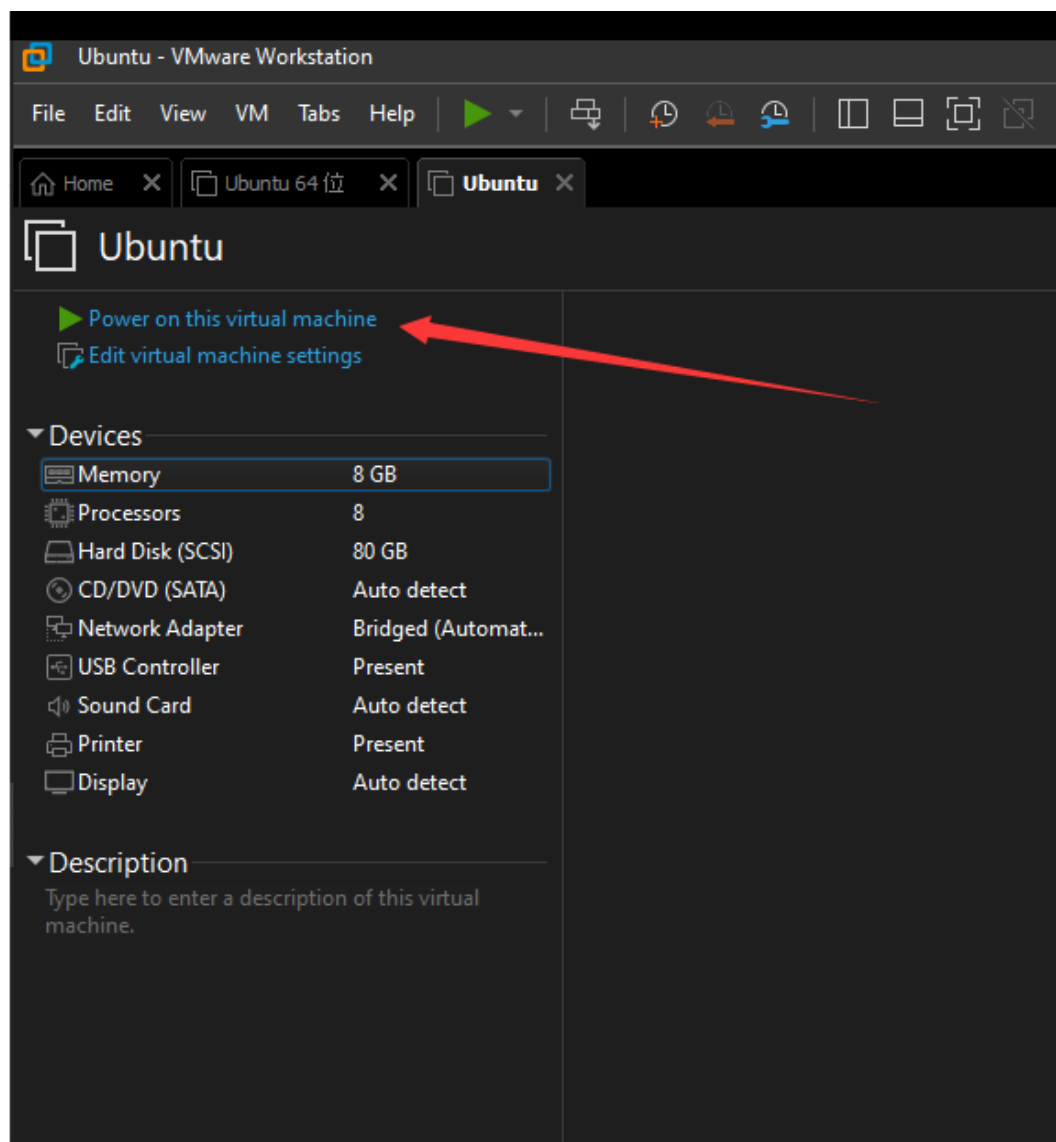 Ubuntu - VMware Workstation
File Edit View VM Tabs Help
Home Ubuntu 64 位 Ubuntu
Ubuntu
Power on this virtual machine
Edit virtual machine settings
Devices
Memory 8 GB
Processors 8
Hard Disk (SCSI) 80 GB
CD/DVD (SATA) Auto detect
Network Adapter Bridged (Automat...
USB Controller Present
Sound Card Auto detect
Printer Present
Display Auto detect
Description
Type here to enter a description of this virtual
machine.